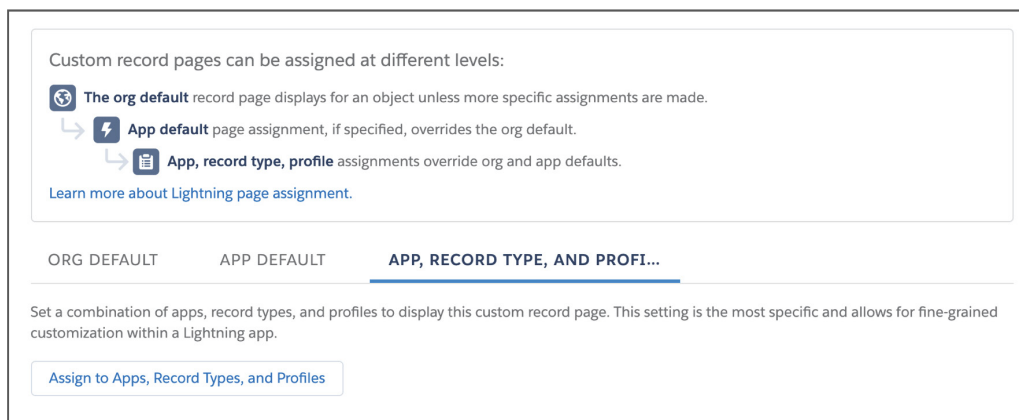 Custom record pages can be assigned at different levels:
The org default record page displays for an object unless more specific assignments are made.
App default page assignment, if specified, overrides the org default.
App, record type, profile assignments override org and app defaults.
Learn more about Lightning page assignment.
ORG DEFAULT APP DEFAULT APP, RECORD TYPE, AND PROFI...
Set a combination of apps, record types, and profiles to display this custom record page. This setting is the most specific and allows for fine-grained
customization within a Lightning app.
Assign to Apps, Record Types, and Profiles